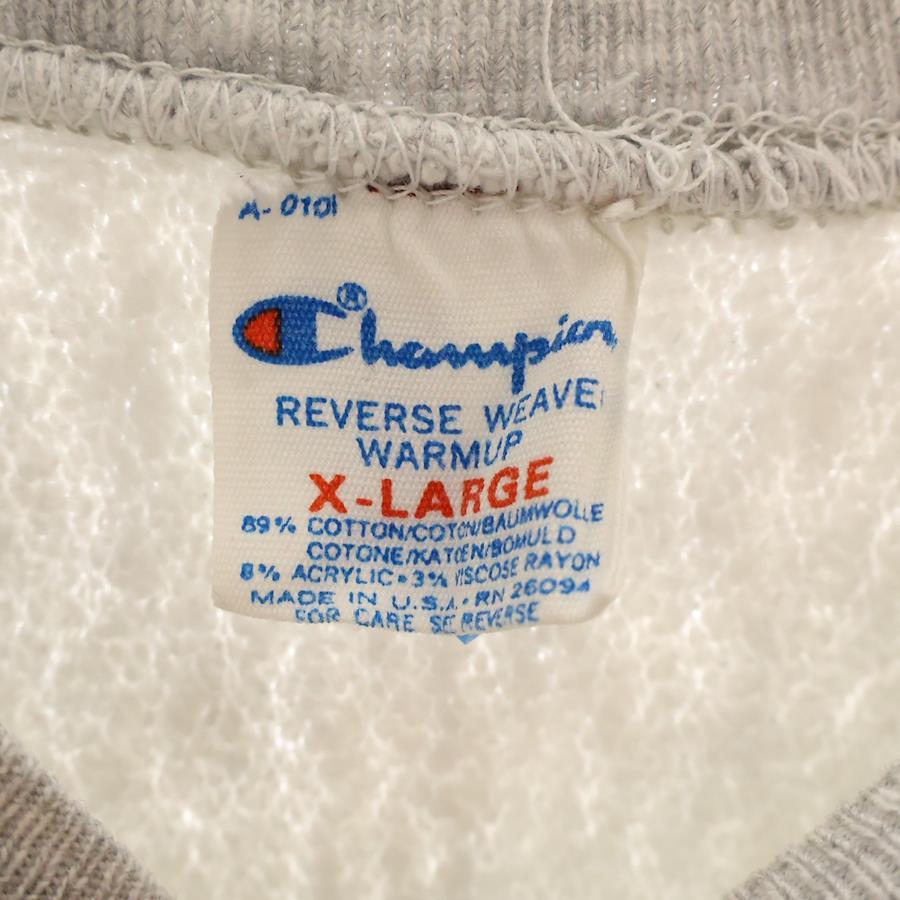 A-0101
Champion®
REVERSE WEAVE
WARMUP
X-LARGE
89% COTTON/COTON/BAUMWOLLE
COTONE/KATOEN/BOMULD
8% ACRYLIC•3% VISCOSE RAYON
MADE IN U.S.A.•RN 26094
FOR CARE SEE REVERSE